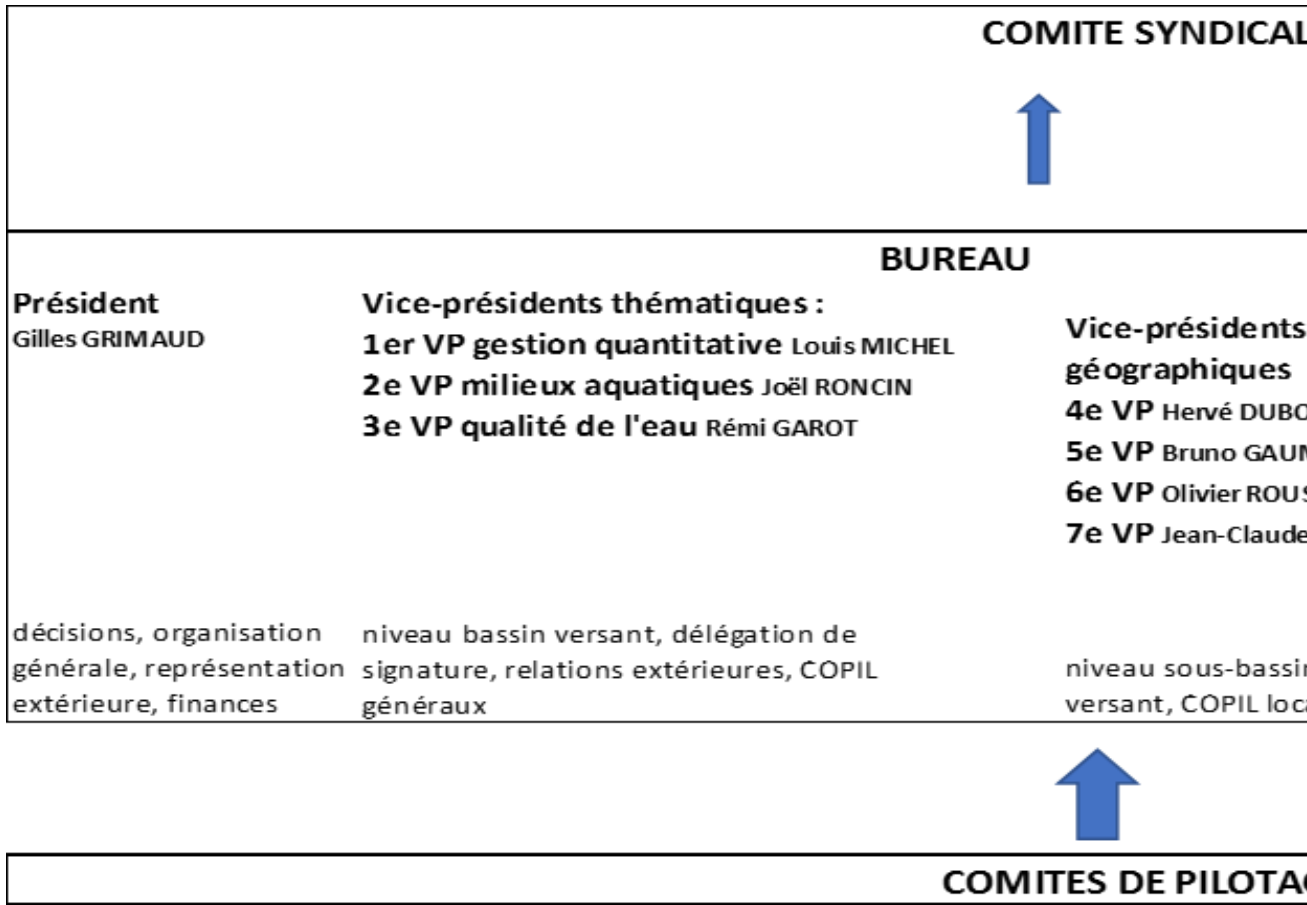 COMITE SYNDICAL
BUREAU
Président
Gilles GRIMAUD
Vice-présidents thématiques :
1er VP gestion quantitative Louis MICHEL
2e VP milieux aquatiques Joël RONCIN
3e VP qualité de l'eau Rémi GAROT
Vice-présidents
géographiques
4e VP Hervé
5e VP Bruno
6e VP Olivier
7e VP Jean-Claude
décisions, organisation
générale, représentation
extérieure, finances
niveau bassin versant, délégation de
signature, relations extérieures, COPIL
généraux
niveau
versant, COPIL
COMITES DE